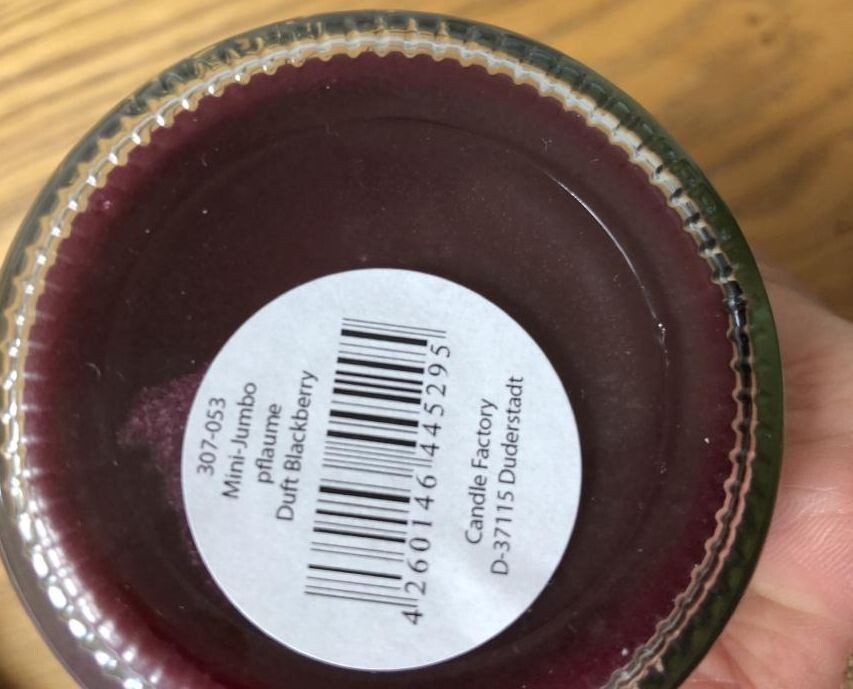 307-053
Mini-Jumbo
pflaume
Duft Blackberry
4 260146 445295
Candle Factory
D-37115 Duderstadt